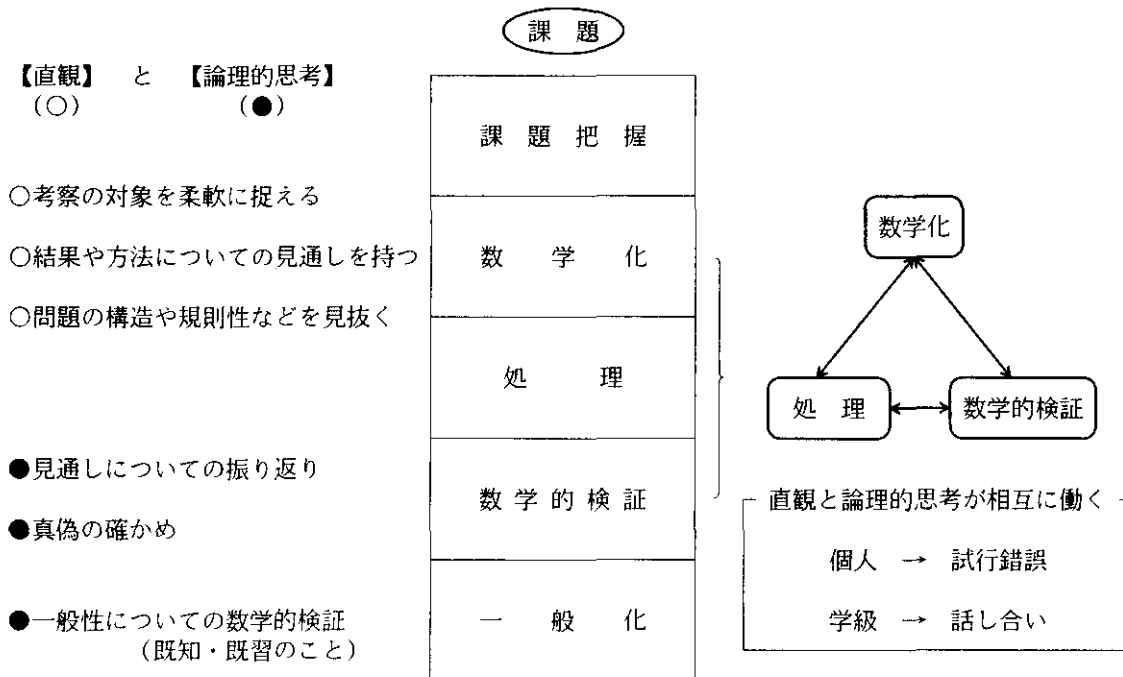 課 題
【直観】 と 【論理的思考】
（○） （●）
○考察の対象を柔軟に捉える
○結果や方法についての見通しを持つ
○問題の構造や規則性などを見抜く
●見通しについての振り返り
●真偽の確かめ
●一般性についての数学的検証
（既知・既習のこと）
課 題 把 握
数 学 化
処 理
数 学 的 検 証
一 般 化
数学化
処 理
数学的検証
直観と論理的思考が相互に働く
個人 → 試行錯誤
学級 → 話し合い